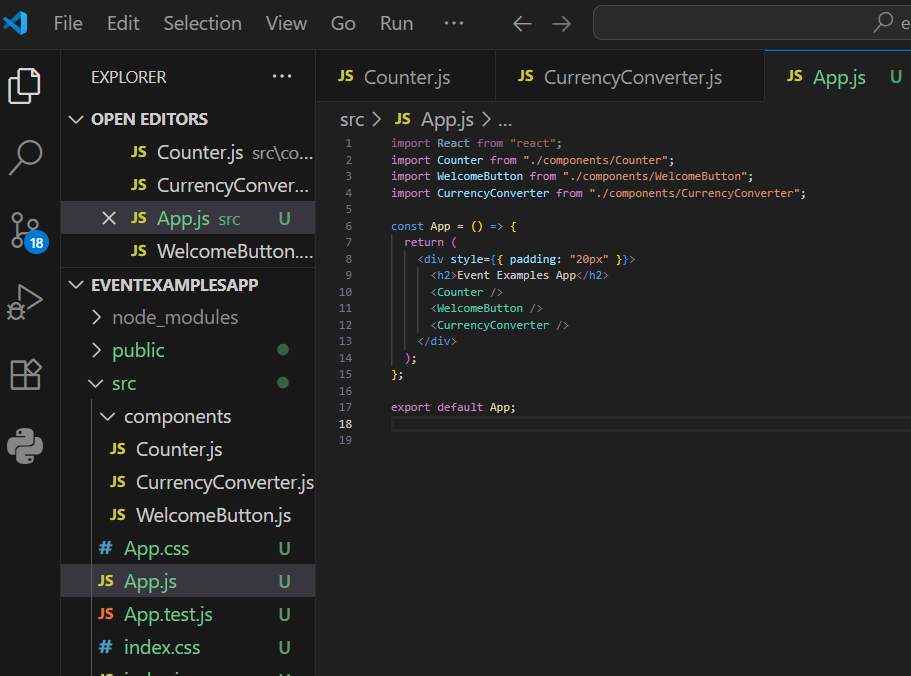 File Edit Selection View Go Run ... e
EXPLORER ...
OPEN EDITORS
JS Counter.js src\co...
JS CurrencyConver...
JS App.js src U
JS WelcomeButton....
EVENTEXAMPLESAPP
node_modules
public
src
components
JS Counter.js
JS CurrencyConverter.js
JS WelcomeButton.js
# App.css U
JS App.js U
JS App.test.js U
# index.css U
18
JS Counter.js JS CurrencyConverter.js JS App.js U
src > JS App.js > ...
1 import React from "react";
2 import Counter from "./components/Counter";
3 import WelcomeButton from "./components/WelcomeButton";
4 import CurrencyConverter from "./components/CurrencyConverter";
5
6 const App = () => {
7 return (
8 <div style={{ padding: "20px" }}>
9 <h2>Event Examples App</h2>
10 <Counter />
11 <WelcomeButton />
12 <CurrencyConverter />
13 </div>
14 );
15 };
16
17 export default App;
18
19